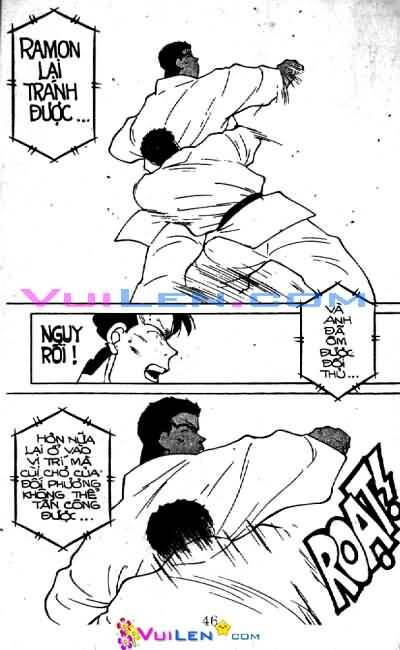 RAMON
LẠI
TRÁNH
ĐƯỢC...
VUILEN.COM
VÀ
ANH
ĐÃ
ÔM
ĐƯỢC
ĐỐI
THỦ...
NGUY
RỒI!
HƠN NỮA
LẠI Ở VÀO
VỊ TRÍ MÀ
CÙI CHỎ CỦA
ĐỐI PHƯƠNG
KHÔNG THỂ
TẤN CÔNG
ĐƯỢC...
ROẠT!
46
VUILEN.COM